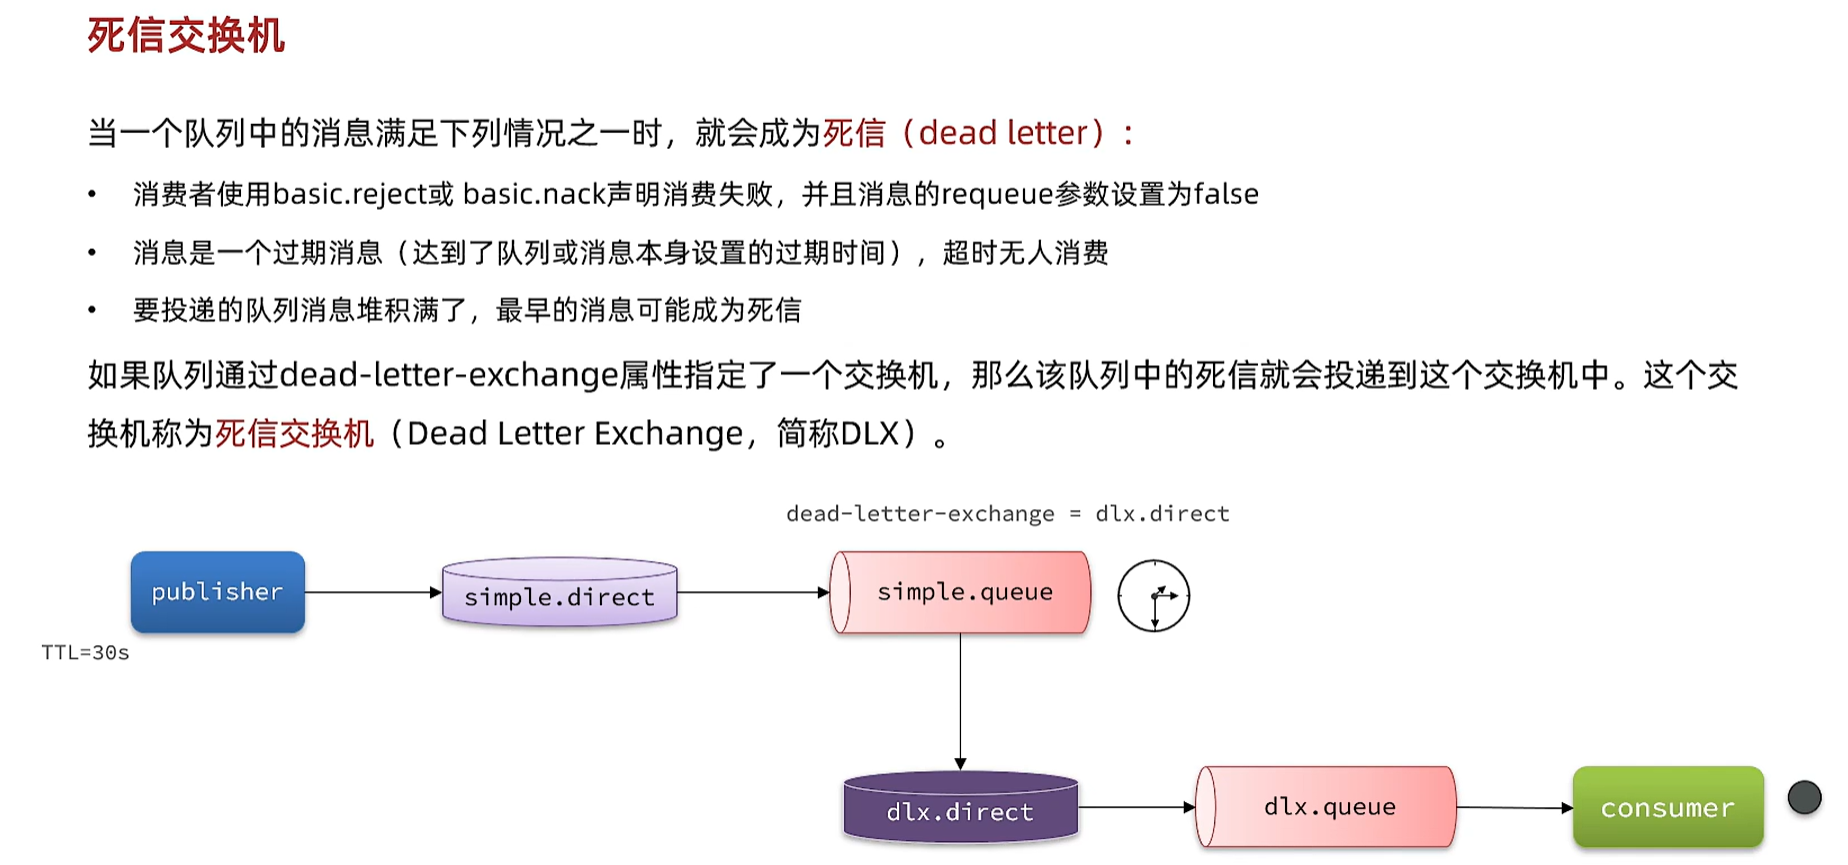 死信交换机
当一个队列中的消息满足下列情况之一时，就会成为死信（dead letter）：
• 消费者使用basic.reject或 basic.nack声明消费失败，并且消息的requeue参数设置为false
• 消息是一个过期消息（达到了队列或消息本身设置的过期时间），超时无人消费
• 要投递的队列消息堆积满了，最早的消息可能成为死信
如果队列通过dead-letter-exchange属性指定了一个交换机，那么该队列中的死信就会投递到这个交换机中。这个交
换机称为死信交换机（Dead Letter Exchange，简称DLX）。
dead-letter-exchange = dlx.direct
publisher
simple.direct
simple.queue
TTL=30s
dlx.direct
dlx.queue
consumer